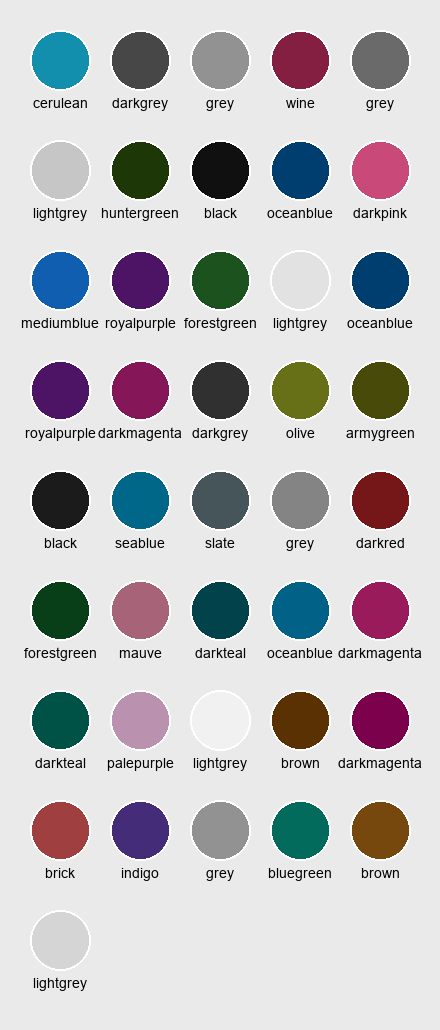 cerulean darkgrey grey wine grey
lightgrey huntergreen black oceanblue darkpink
mediumblue royalpurple forestgreen lightgrey oceanblue
royalpurple darkmagenta darkgrey olive armygreen
black seablue slate grey darkred
forestgreen mauve darkteal oceanblue darkmagenta
darkteal palepurple lightgrey brown darkmagenta
brick indigo grey bluegreen brown
lightgrey